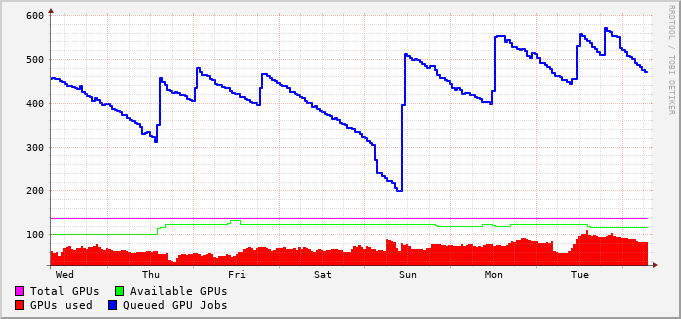 600
500
400
300
200
100
Wed Thu Fri Sat Sun Mon Tue
Total GPUs Available GPUs
GPUs used Queued GPU Jobs
RRDTOOL / TOBI OETIKER